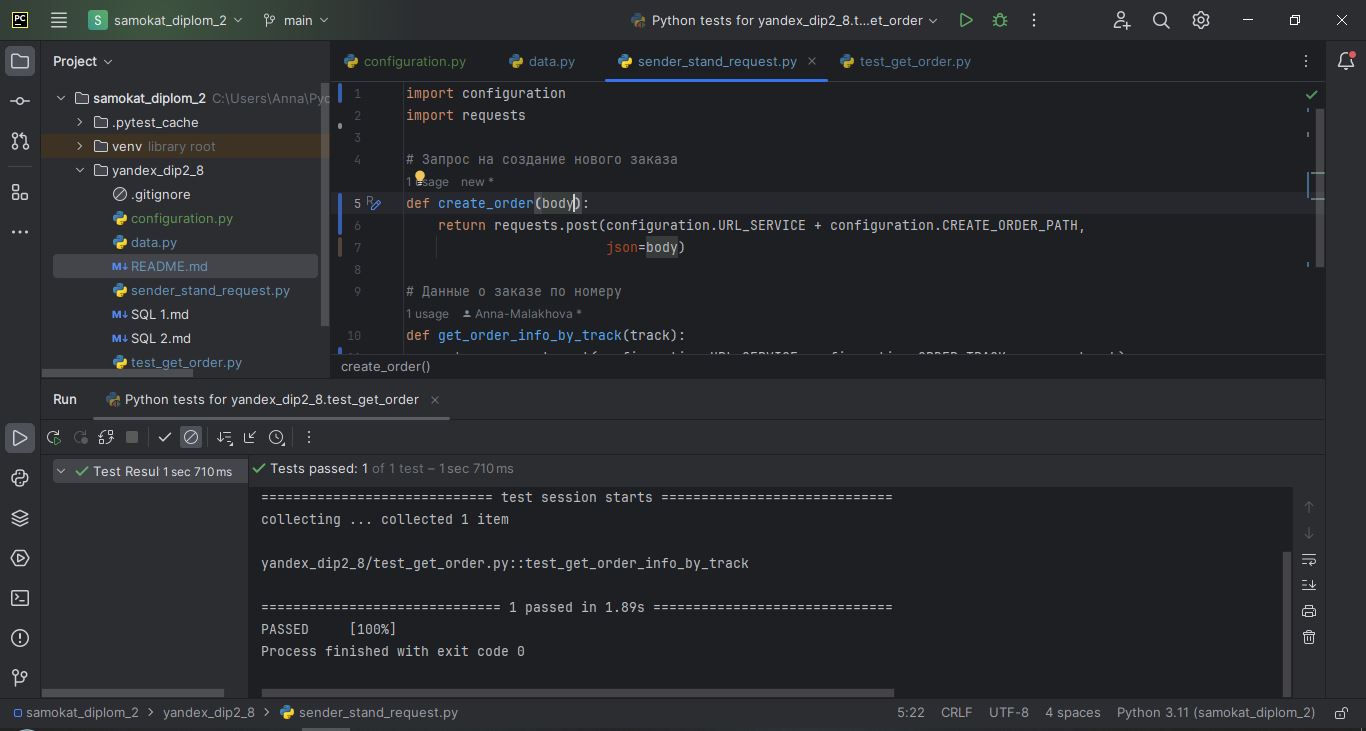 PC
S samokat_diplom_2
main
Python tests for yandex_dip2_8.t...et_order
Project
samokat_diplom_2 C:\Users\Anna\Pyc
.pytest_cache
venv library root
yandex_dip2_8
.gitignore
configuration.py
data.py
M↓ README.md
sender_stand_request.py
M↓ SQL 1.md
M↓ SQL 2.md
test_get_order.py
configuration.py
data.py
sender_stand_request.py
test_get_order.py
1 import configuration
2 import requests
3
4 # Запрос на создание нового заказа
1 usage new *
5 def create_order(body):
6 return requests.post(configuration.URL_SERVICE + configuration.CREATE_ORDER_PATH,
7 json=body)
8
9 # Данные о заказе по номеру
1 usage Anna-Malakhova *
10 def get_order_info_by_track(track):
create_order()
Run
Python tests for yandex_dip2_8.test_get_order
Test Resul 1 sec 710 ms
Tests passed: 1 of 1 test – 1 sec 710 ms
============================= test session starts =============================
collecting ... collected 1 item
yandex_dip2_8/test_get_order.py::test_get_order_info_by_track
============================== 1 passed in 1.89s ==============================
PASSED [100%]
Process finished with exit code 0
samokat_diplom_2 > yandex_dip2_8 > sender_stand_request.py
5:22 CRLF UTF-8 4 spaces Python 3.11 (samokat_diplom_2)